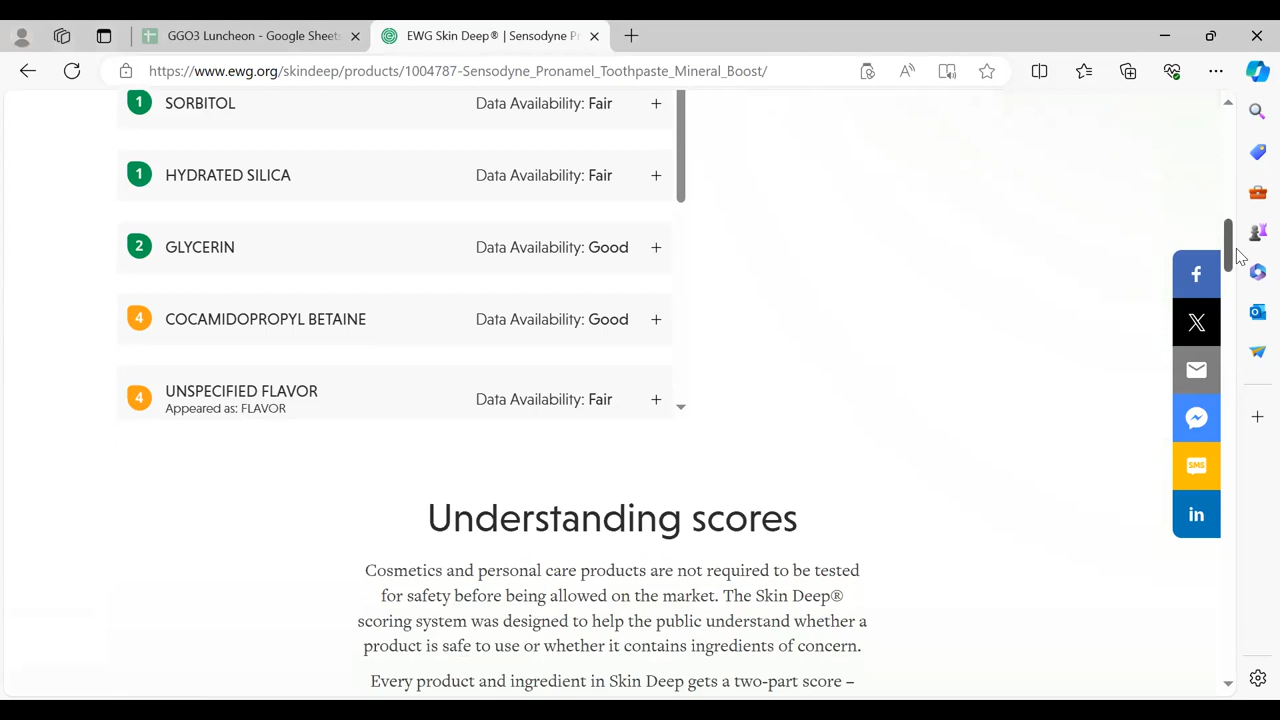 GGO3 Luncheon - Google Sheets
EWG Skin Deep® | Sensodyne Pr
https://www.ewg.org/skindeep/products/1004787-Sensodyne_Pronamel_Toothpaste_Mineral_Boost/
1 SORBITOL Data Availability: Fair +
1 HYDRATED SILICA Data Availability: Fair +
2 GLYCERIN Data Availability: Good +
4 COCAMIDOPROPYL BETAINE Data Availability: Good +
4 UNSPECIFIED FLAVOR Data Availability: Fair +
Appeared as: FLAVOR
SMS
in
Understanding scores
Cosmetics and personal care products are not required to be tested
for safety before being allowed on the market. The Skin Deep®
scoring system was designed to help the public understand whether a
product is safe to use or whether it contains ingredients of concern.
Every product and ingredient in Skin Deep gets a two-part score –